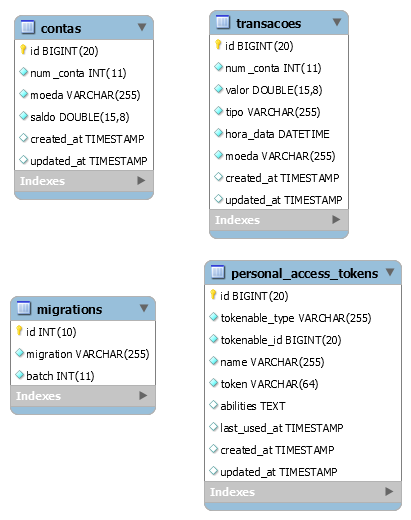 contas
id BIGINT(20)
num_conta INT(11)
moeda VARCHAR(255)
saldo DOUBLE(15,8)
created_at TIMESTAMP
updated_at TIMESTAMP
Indexes
transacoes
id BIGINT(20)
num_conta INT(11)
valor DOUBLE(15,8)
tipo VARCHAR(255)
hora_data DATETIME
moeda VARCHAR(255)
created_at TIMESTAMP
updated_at TIMESTAMP
Indexes
migrations
id INT(10)
migration VARCHAR(255)
batch INT(11)
Indexes
personal_access_tokens
id BIGINT(20)
tokenable_type VARCHAR(255)
tokenable_id BIGINT(20)
name VARCHAR(255)
token VARCHAR(64)
abilities TEXT
last_used_at TIMESTAMP
created_at TIMESTAMP
updated_at TIMESTAMP
Indexes